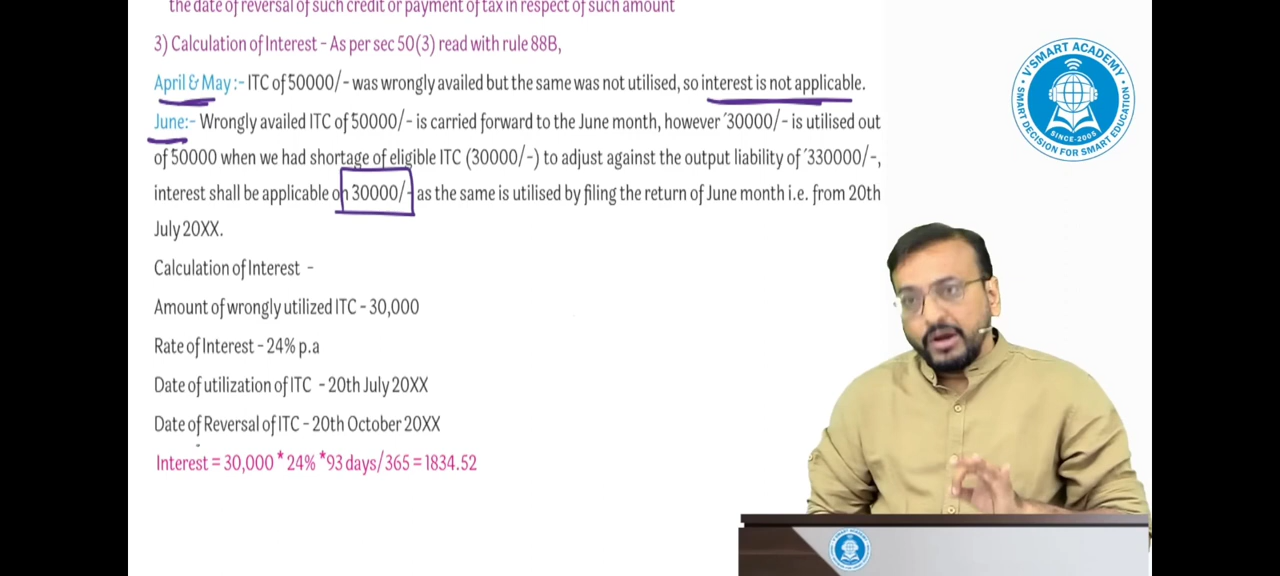 the date of reversal of such credit or payment of tax in respect of such amount
3) Calculation of Interest - As per sec 50(3) read with rule 88B,
April & May :- ITC of 50000/- was wrongly availed but the same was not utilised, so interest is not applicable.
June:- Wrongly availed ITC of 50000/- is carried forward to the June month, however ′30000/- is utilised out
of 50000 when we had shortage of eligible ITC (30000/-) to adjust against the output liability of ′330000/-,
interest shall be applicable on 30000/- as the same is utilised by filing the return of June month i.e. from 20th
July 20XX.
Calculation of Interest -
Amount of wrongly utilized ITC - 30,000
Rate of Interest - 24% p.a
Date of utilization of ITC - 20th July 20XX
Date of Reversal of ITC - 20th October 20XX
Interest = 30,000 * 24% *93 days/365 = 1834.52
V'SMART ACADEMY
SMART DECISION FOR SMART EDUCATION
SINCE-2005